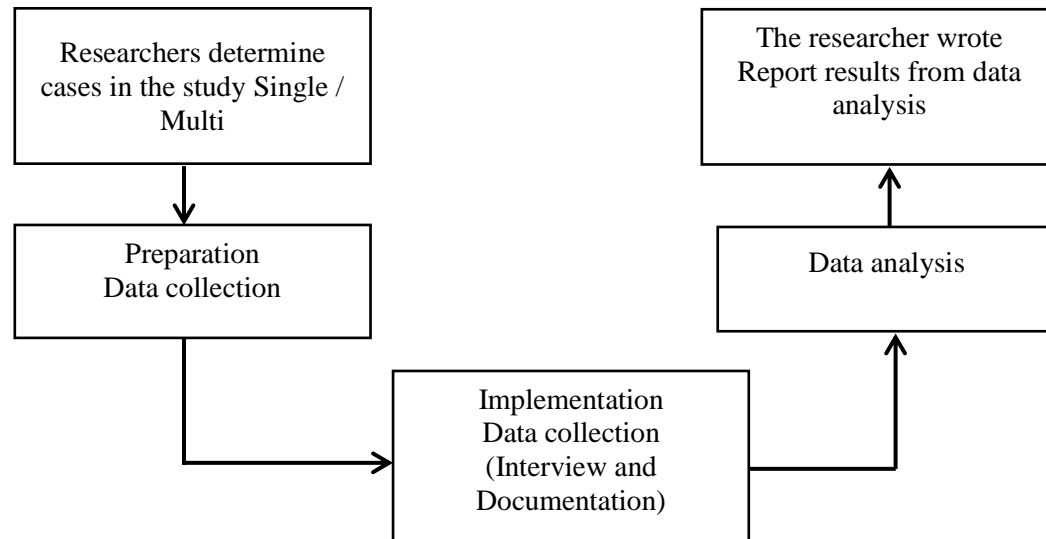 Researchers determine
cases in the study Single /
Multi
Preparation
Data collection
Implementation
Data collection
(Interview and
Documentation)
Data analysis
The researcher wrote
Report results from data
analysis